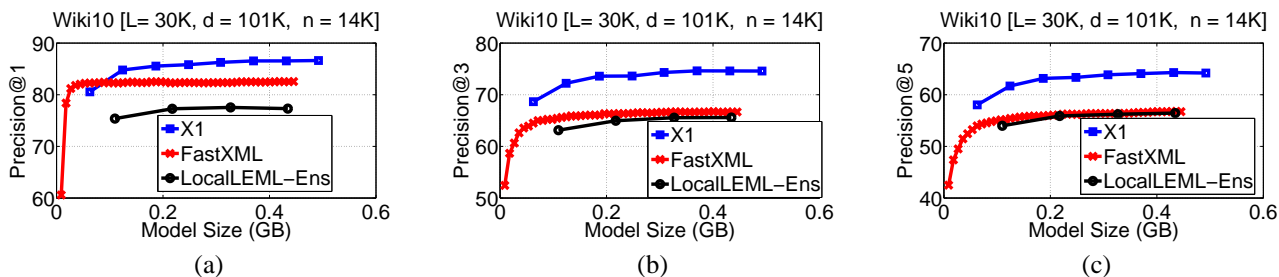 Wiki10 [L= 30K, d = 101K, n = 14K]
Precision@1
90
80
70
60
0
0.2
0.4
0.6
Model Size (GB)
X1
FastXML
LocalLEML−Ens
(a)
Wiki10 [L= 30K, d = 101K, n = 14K]
Precision@3
80
70
60
50
0
0.2
0.4
0.6
Model Size (GB)
X1
FastXML
LocalLEML−Ens
(b)
Wiki10 [L= 30K, d = 101K, n = 14K]
Precision@5
70
60
50
40
0
0.2
0.4
0.6
Model Size (GB)
X1
FastXML
LocalLEML−Ens
(c)